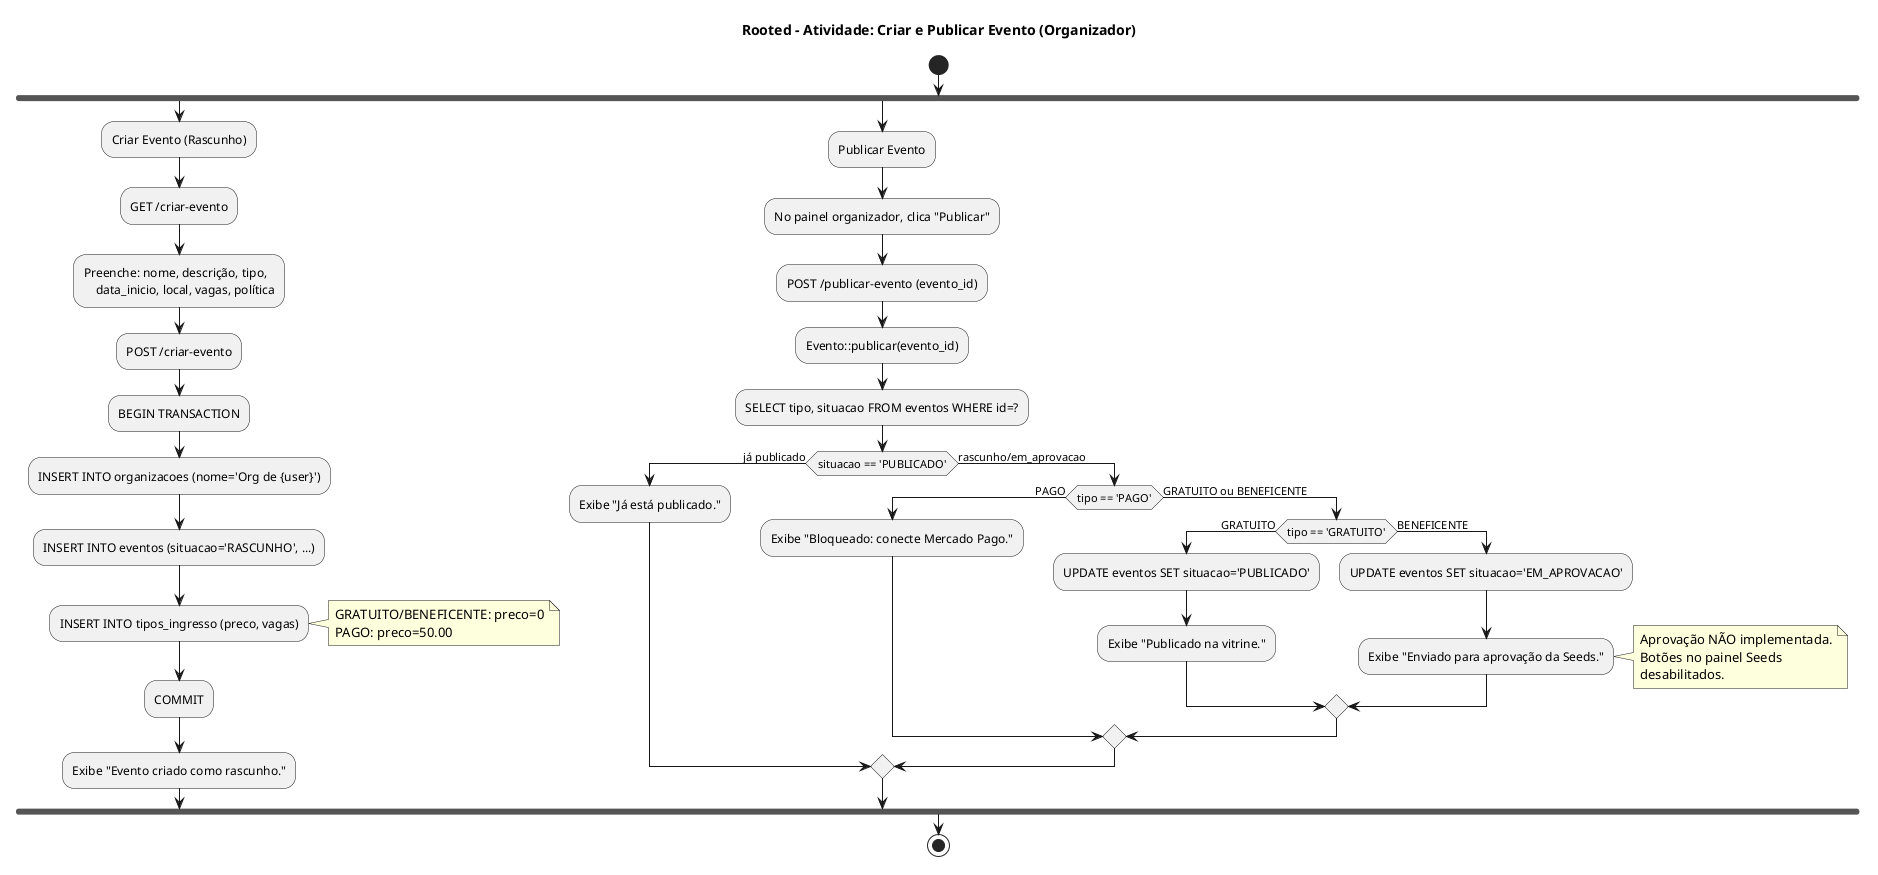 Rooted - Atividade: Criar e Publicar Evento (Organizador)
Criar Evento (Rascunho)
GET /criar-evento
Preenche: nome, descrição, tipo,
data_inicio, local, vagas, política
POST /criar-evento
BEGIN TRANSACTION
INSERT INTO organizacoes (nome='Org de {user}')
INSERT INTO eventos (situacao='RASCUNHO', ...)
INSERT INTO tipos_ingresso (preco, vagas)
GRATUITO/BENEFICENTE: preco=0
PAGO: preco=50.00
COMMIT
Exibe "Evento criado como rascunho."
Publicar Evento
No painel organizador, clica "Publicar"
POST /publicar-evento (evento_id)
Evento::publicar(evento_id)
SELECT tipo, situacao FROM eventos WHERE id=?
situacao == 'PUBLICADO'
já publicado
rascunho/em_aprovacao
Exibe "Já está publicado."
tipo == 'PAGO'
PAGO
GRATUITO ou BENEFICENTE
Exibe "Bloqueado: conecte Mercado Pago."
tipo == 'GRATUITO'
GRATUITO
BENEFICENTE
UPDATE eventos SET situacao='PUBLICADO'
Exibe "Publicado na vitrine."
UPDATE eventos SET situacao='EM_APROVACAO'
Exibe "Enviado para aprovação da Seeds."
Aprovação NÃO implementada.
Botões no painel Seeds
desabilitados.